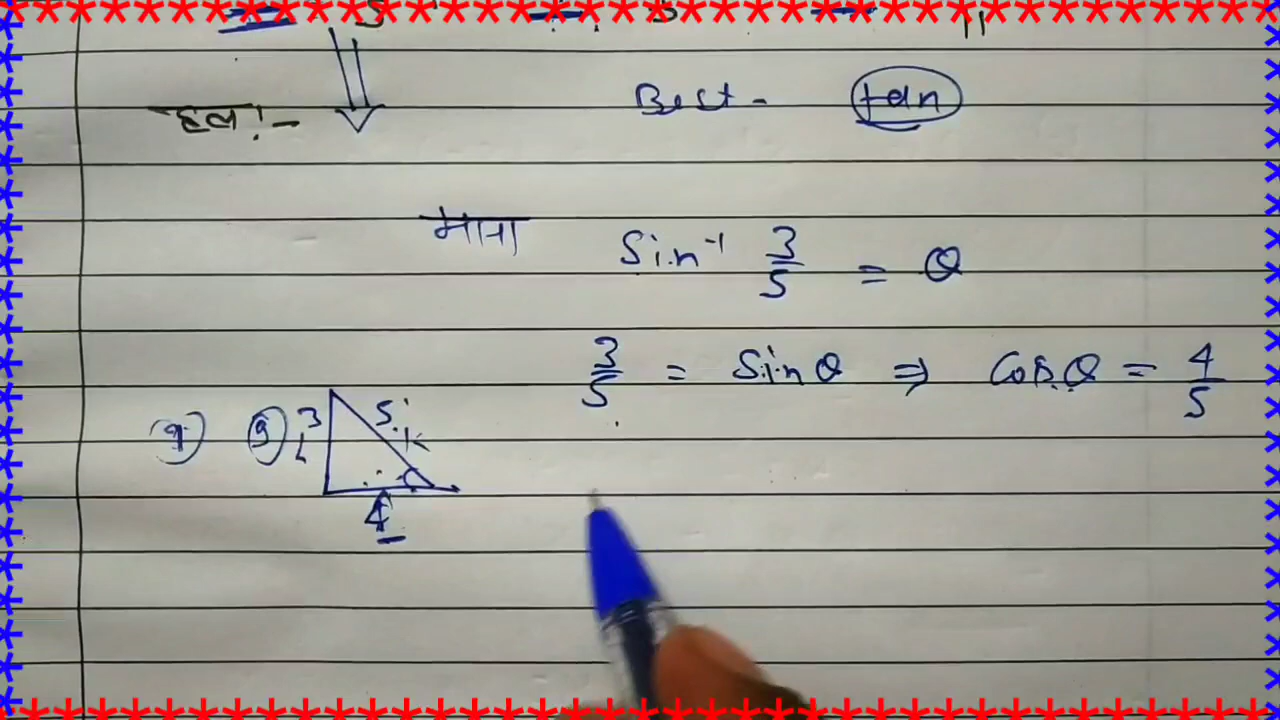 हल :-
Best - tan
माना Sin⁻¹ 3/5 = θ
3/5 = Sin θ ⇒ Cos θ = 4/5
3 5
4